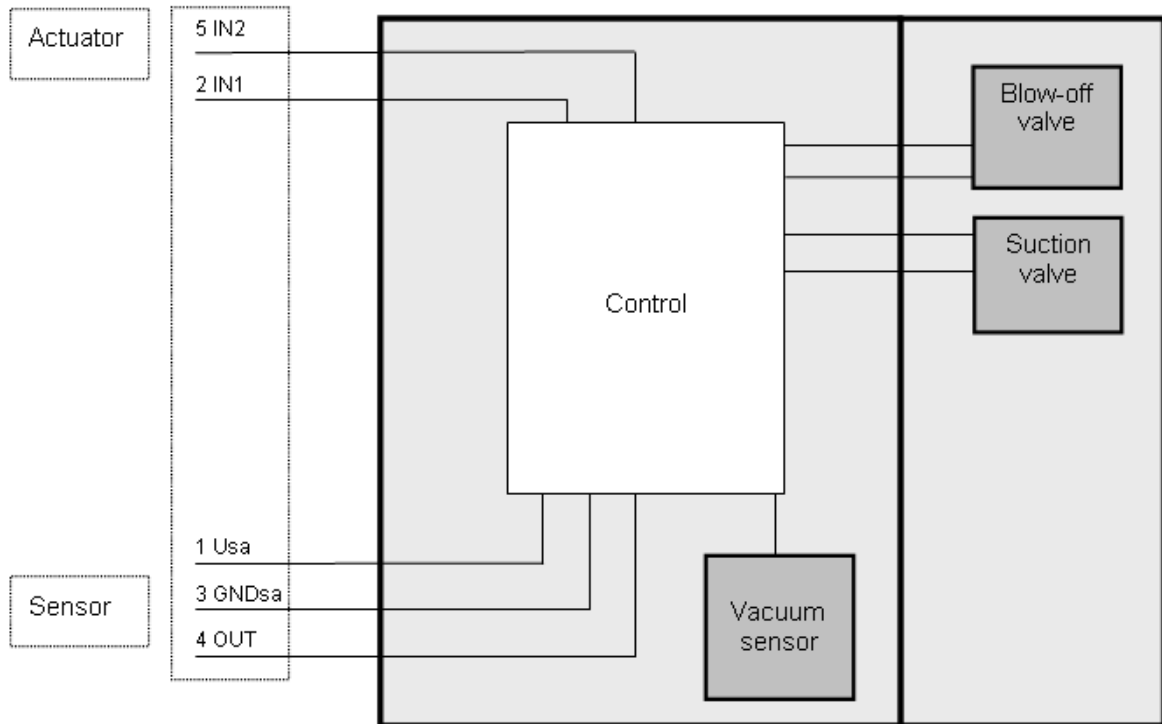 Actuator
5 IN2
2 IN1
Blow-off
valve
Suction
valve
Control
1 Usa
3 GNDsa
Sensor
4 OUT
Vacuum
sensor